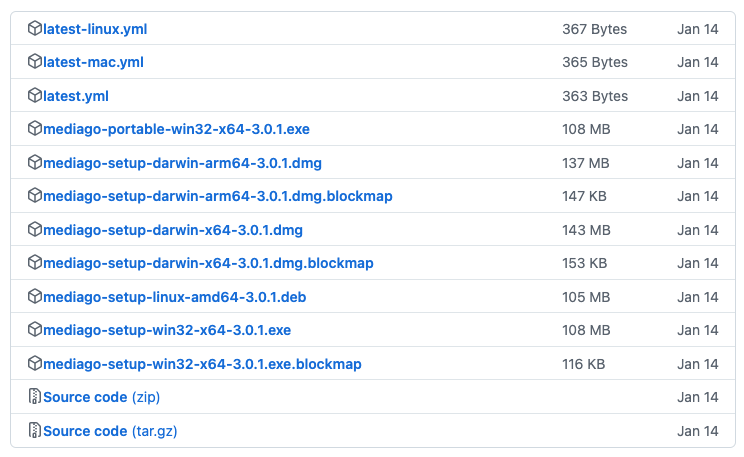 latest-linux.yml 367 Bytes Jan 14
latest-mac.yml 365 Bytes Jan 14
latest.yml 363 Bytes Jan 14
mediago-portable-win32-x64-3.0.1.exe 108 MB Jan 14
mediago-setup-darwin-arm64-3.0.1.dmg 137 MB Jan 14
mediago-setup-darwin-arm64-3.0.1.dmg.blockmap 147 KB Jan 14
mediago-setup-darwin-x64-3.0.1.dmg 143 MB Jan 14
mediago-setup-darwin-x64-3.0.1.dmg.blockmap 153 KB Jan 14
mediago-setup-linux-amd64-3.0.1.deb 105 MB Jan 14
mediago-setup-win32-x64-3.0.1.exe 108 MB Jan 14
mediago-setup-win32-x64-3.0.1.exe.blockmap 116 KB Jan 14
Source code (zip) Jan 14
Source code (tar.gz) Jan 14